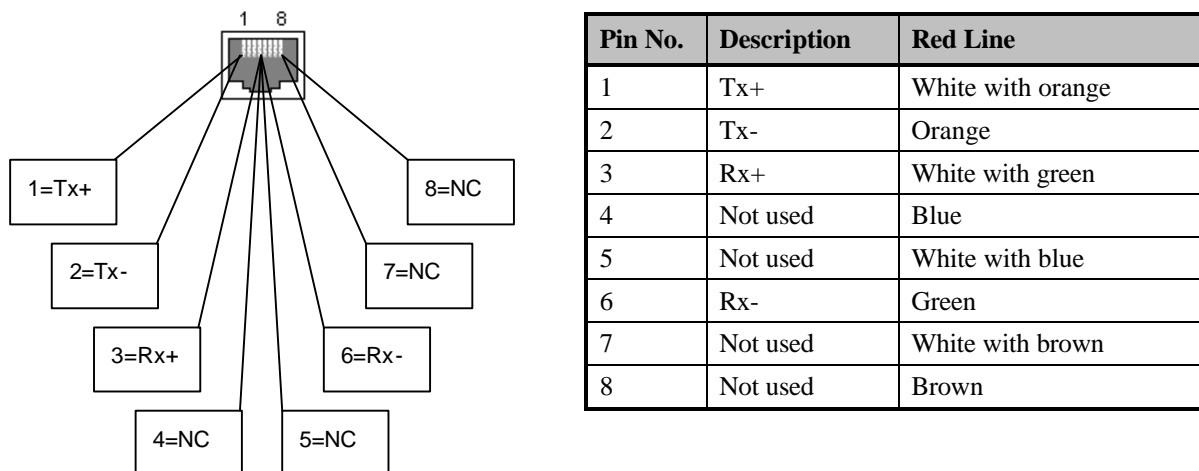 1 8
1=Tx+ 8=NC
2=Tx- 7=NC
3=Rx+ 6=Rx-
4=NC 5=NC
Pin No. Description Red Line
1 Tx+ White with orange
2 Tx- Orange
3 Rx+ White with green
4 Not used Blue
5 Not used White with blue
6 Rx- Green
7 Not used White with brown
8 Not used Brown